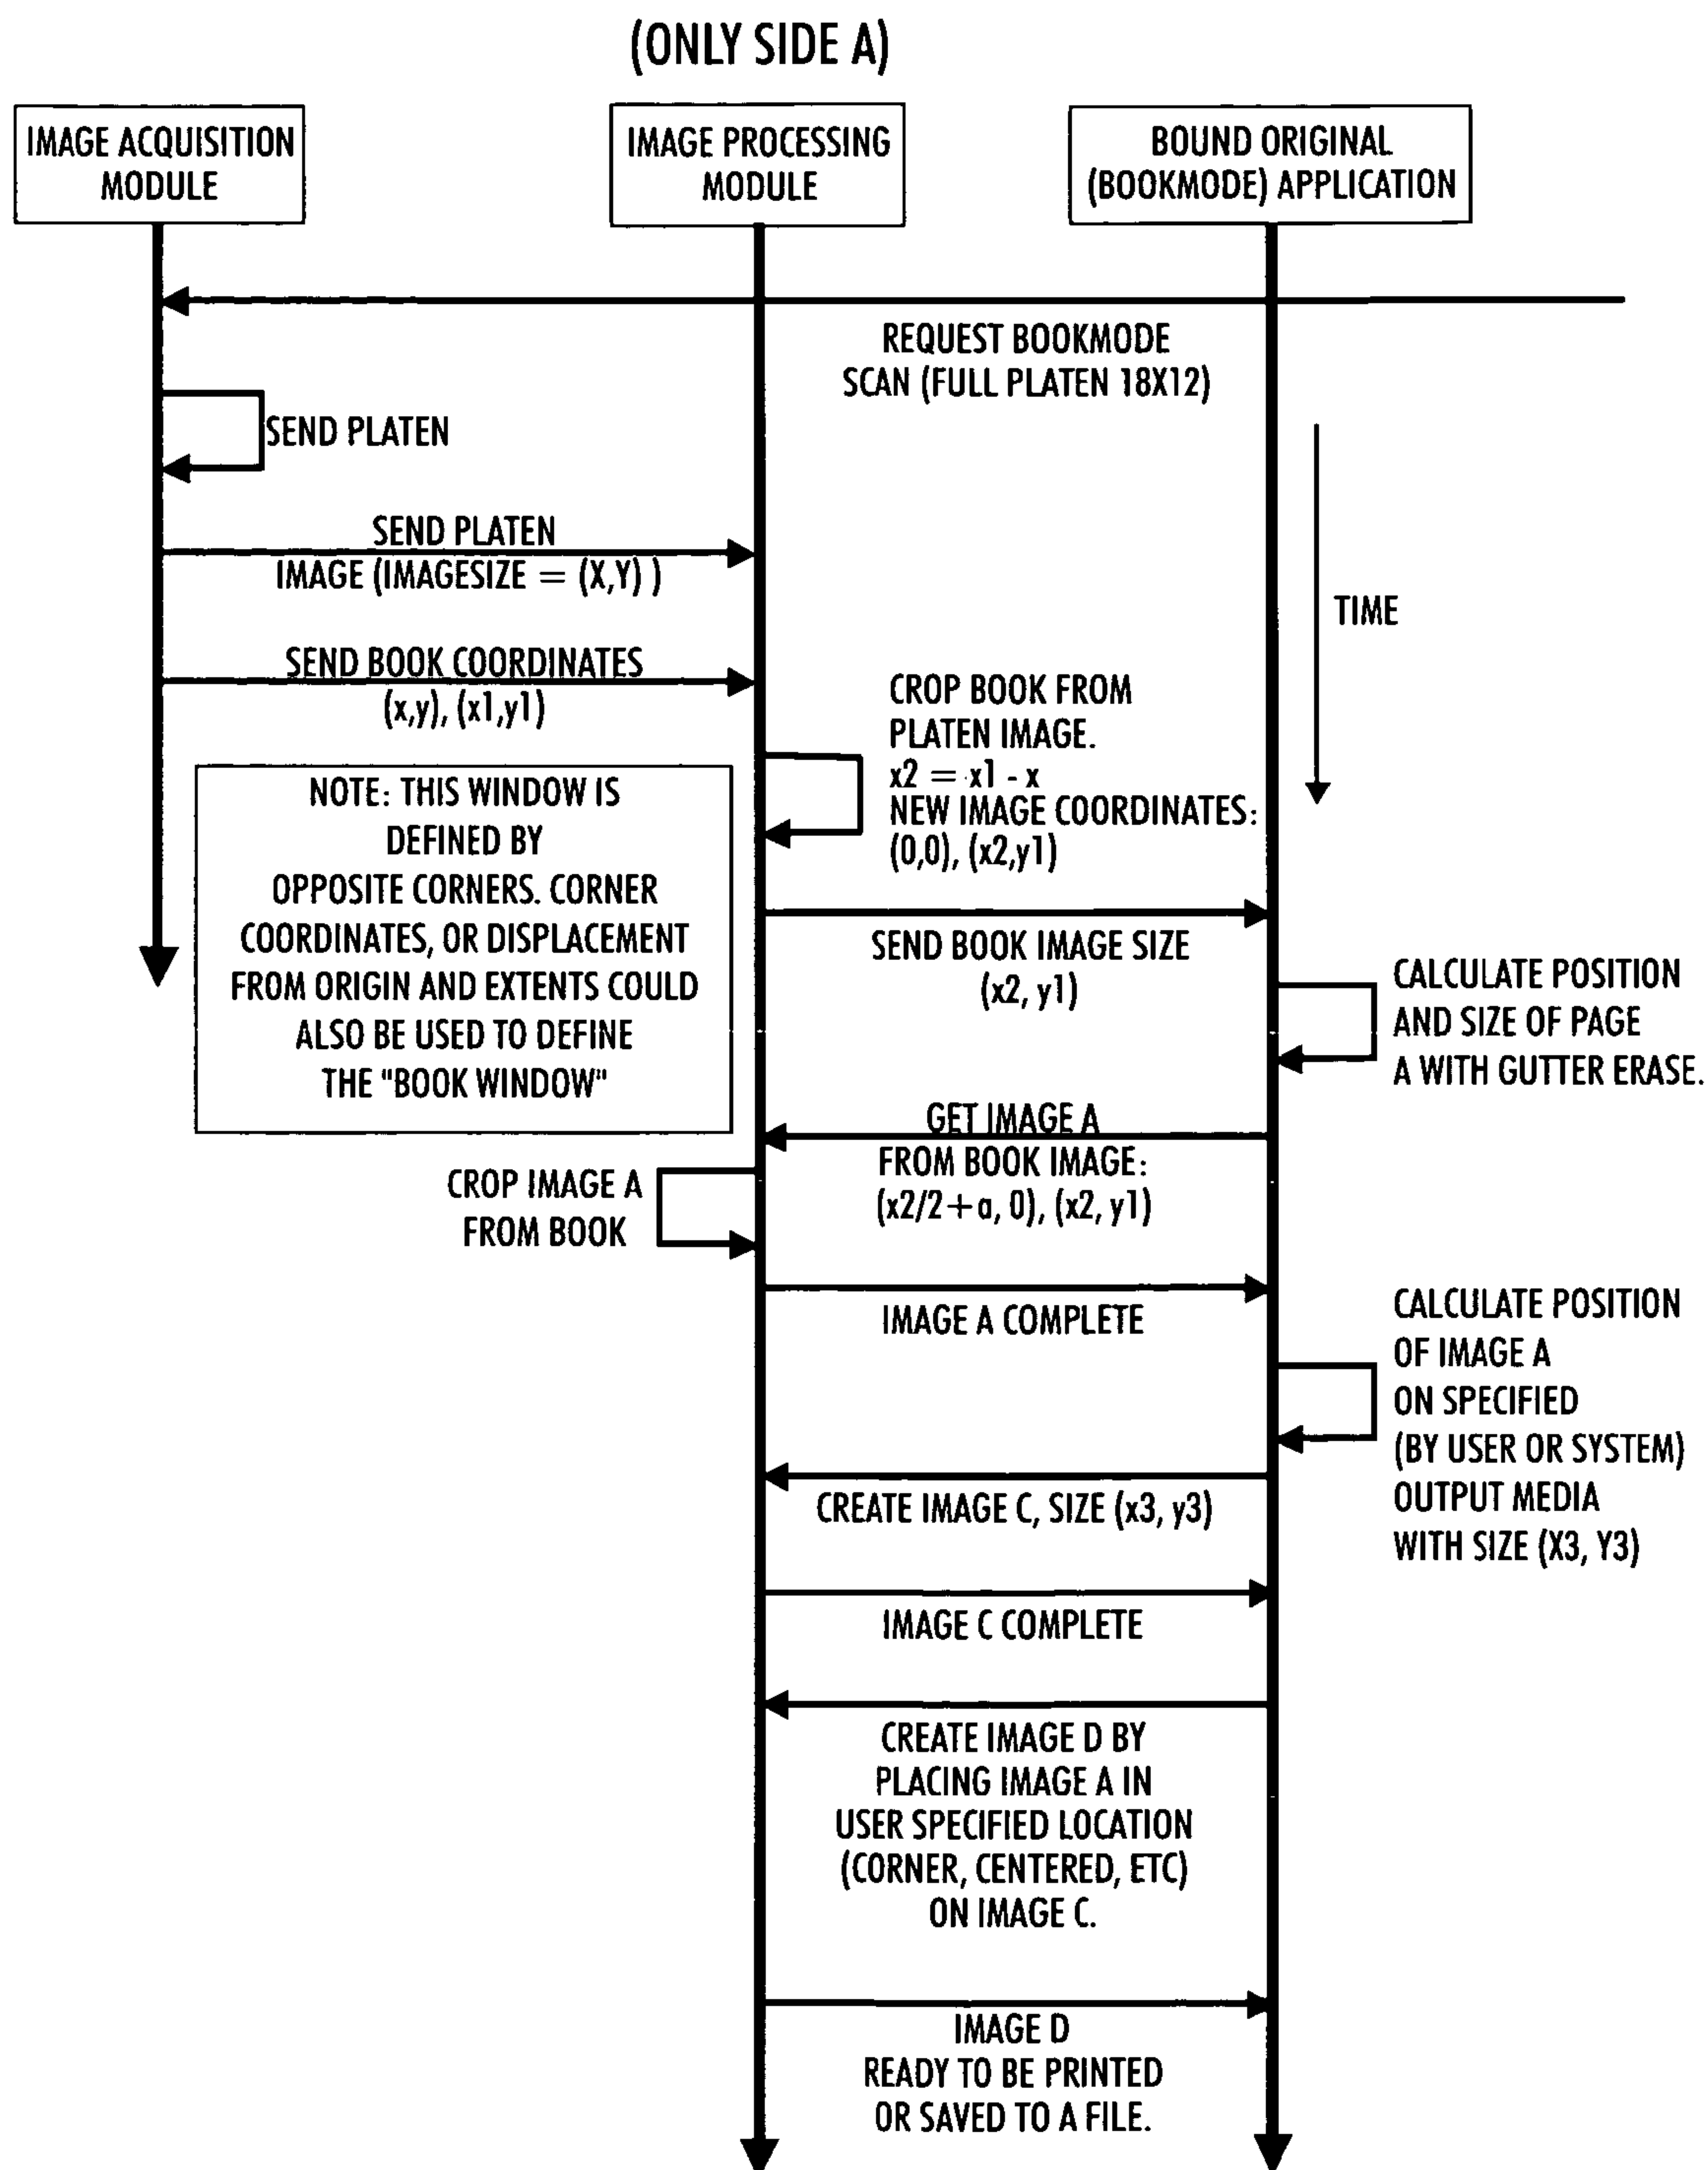 (ONLY SIDE A)
IMAGE ACQUISITION
MODULE
IMAGE PROCESSING
MODULE
BOUND ORIGINAL
(BOOKMODE) APPLICATION
REQUEST BOOKMODE
SCAN (FULL PLATEN 18X12)
SEND PLATEN
SEND PLATEN
IMAGE (IMAGESIZE = (X,Y) )
TIME
SEND BOOK COORDINATES
(x,y), (x1,y1)
CROP BOOK FROM
PLATEN IMAGE.
x2 = x1 - x
NEW IMAGE COORDINATES:
(0,0), (x2,y1)
NOTE: THIS WINDOW IS
DEFINED BY
OPPOSITE CORNERS. CORNER
COORDINATES, OR DISPLACEMENT
FROM ORIGIN AND EXTENTS COULD
ALSO BE USED TO DEFINE
THE "BOOK WINDOW"
SEND BOOK IMAGE SIZE
(x2, y1)
CALCULATE POSITION
AND SIZE OF PAGE
A WITH GUTTER ERASE.
GET IMAGE A
FROM BOOK IMAGE:
(x2/2+a, 0), (x2, y1)
CROP IMAGE A
FROM BOOK
IMAGE A COMPLETE
CALCULATE POSITION
OF IMAGE A
ON SPECIFIED
(BY USER OR SYSTEM)
OUTPUT MEDIA
WITH SIZE (X3, Y3)
CREATE IMAGE C, SIZE (x3, y3)
IMAGE C COMPLETE
CREATE IMAGE D BY
PLACING IMAGE A IN
USER SPECIFIED LOCATION
(CORNER, CENTERED, ETC)
ON IMAGE C.
IMAGE D
READY TO BE PRINTED
OR SAVED TO A FILE.